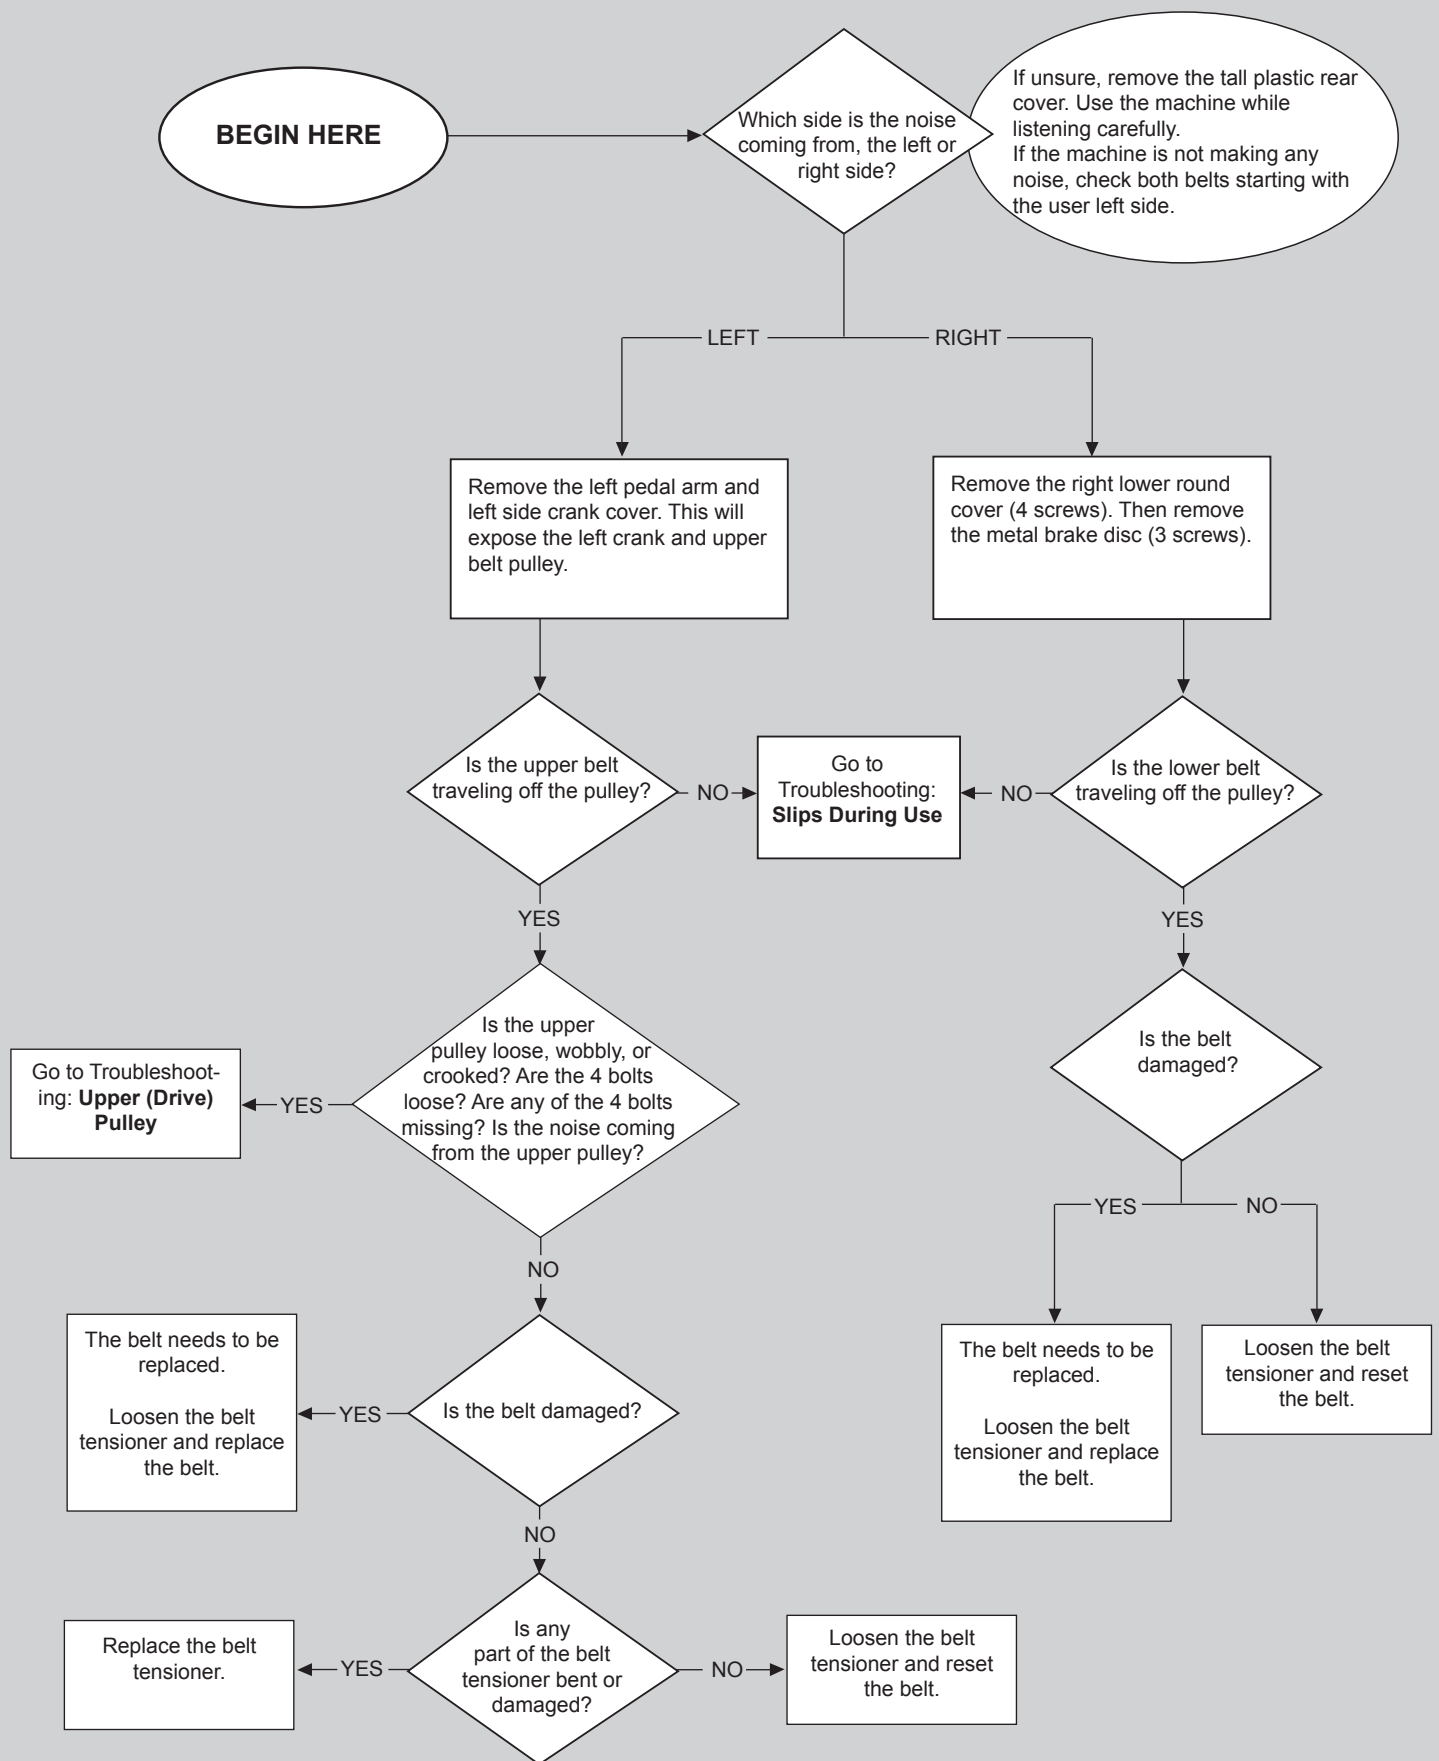 BEGIN HERE
Which side is the noise
coming from, the left or
right side?
If unsure, remove the tall plastic rear
cover. Use the machine while
listening carefully.
If the machine is not making any
noise, check both belts starting with
the user left side.
LEFT
RIGHT
Remove the left pedal arm and
left side crank cover. This will
expose the left crank and upper
belt pulley.
Remove the right lower round
cover (4 screws). Then remove
the metal brake disc (3 screws).
Is the upper belt
traveling off the pulley?
NO
Go to
Troubleshooting:
Slips During Use
NO
Is the lower belt
traveling off the pulley?
YES
YES
Is the upper
pulley loose, wobbly, or
crooked? Are the 4 bolts
loose? Are any of the 4 bolts
missing? Is the noise coming
from the upper pulley?
YES
Go to Troubleshoot-
ing: Upper (Drive)
Pulley
Is the belt
damaged?
YES
NO
NO
The belt needs to be
replaced.
Loosen the belt
tensioner and replace
the belt.
YES
Is the belt damaged?
The belt needs to be
replaced.
Loosen the belt
tensioner and replace
the belt.
Loosen the belt
tensioner and reset
the belt.
NO
Replace the belt
tensioner.
YES
Is any
part of the belt
tensioner bent or
damaged?
NO
Loosen the belt
tensioner and reset
the belt.